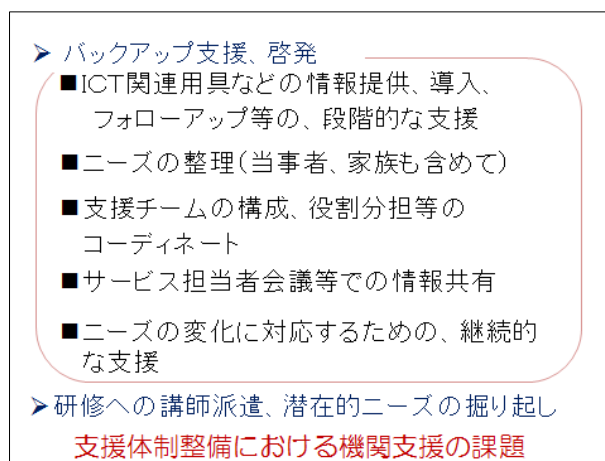 ➤ バックアップ支援、啓発
■ICT関連用具などの情報提供、導入、
フォローアップ等の、段階的な支援
■ニーズの整理(当事者、家族も含めて)
■支援チームの構成、役割分担等の
コーディネート
■サービス担当者会議等での情報共有
■ニーズの変化に対応するための、継続的
な支援
➤研修への講師派遣、潜在的ニーズの掘り起し
支援体制整備における機関支援の課題